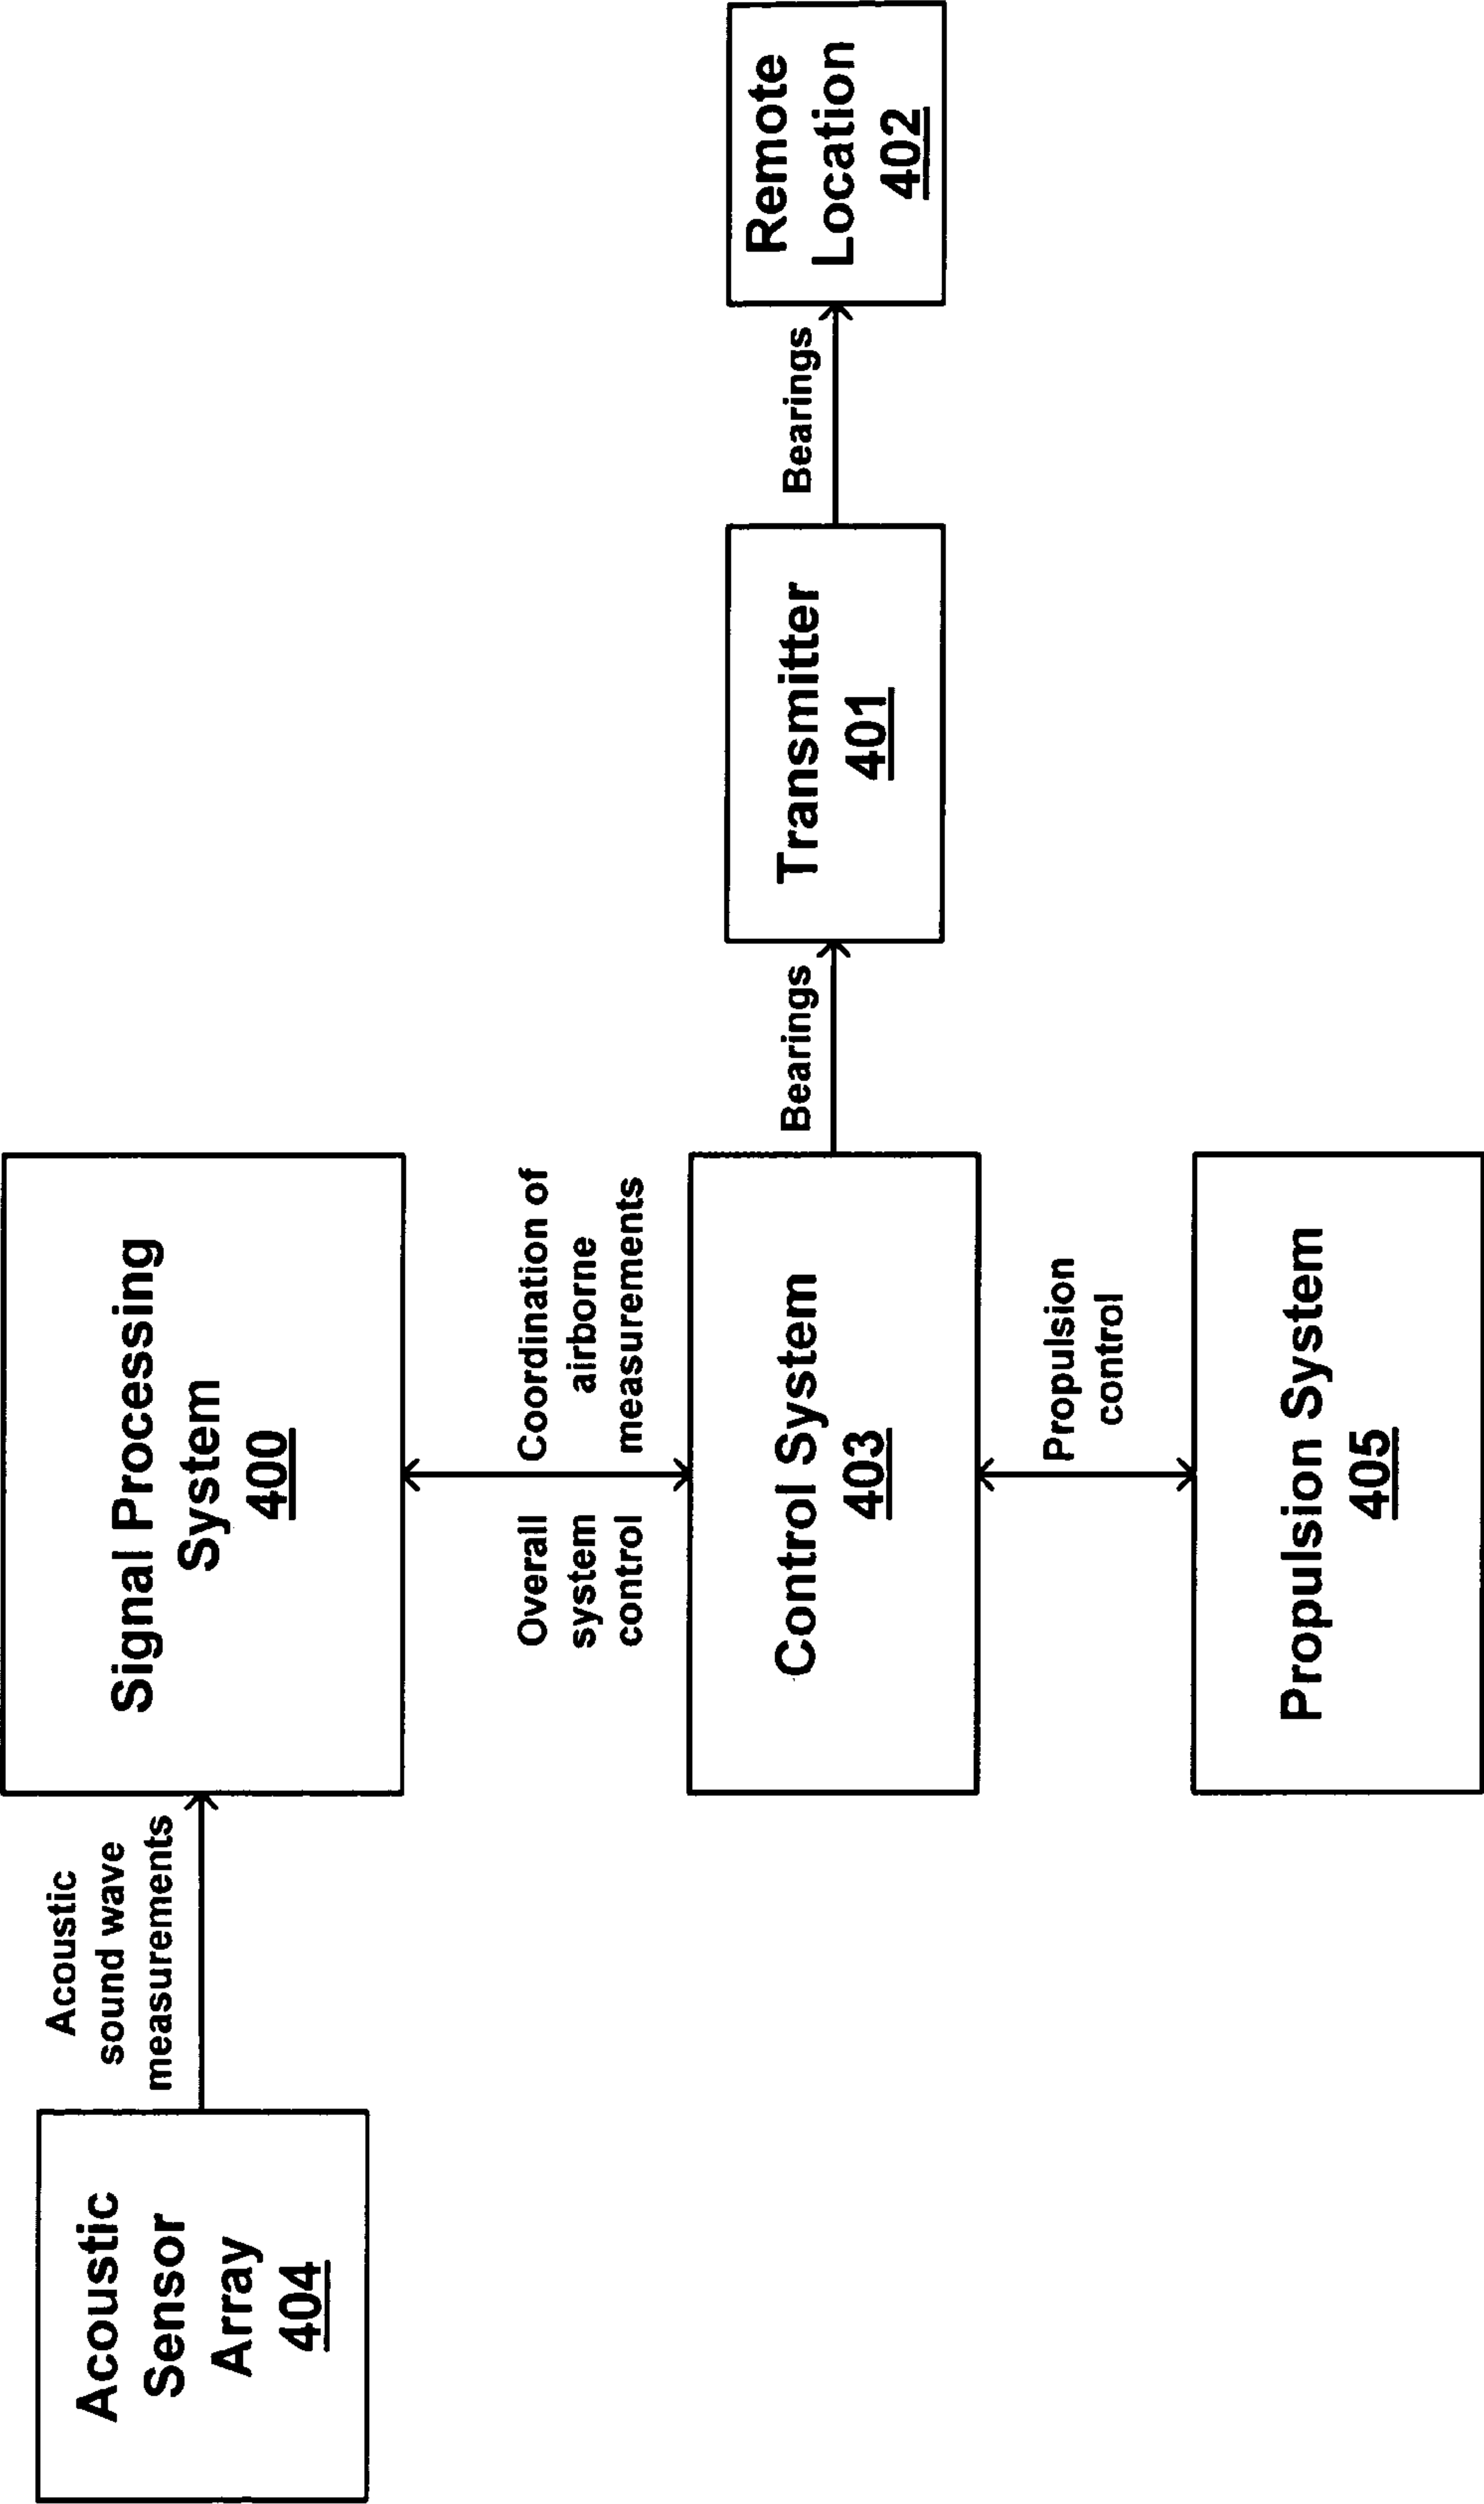 Acoustic
Sensor
Array
404
Acoustic
sound wave
measurements
Signal Processing
System
400
Overall
system
control
Coordination of
airborne
measurements
Control System
403
Bearings
Transmitter
401
Bearings
Remote
Location
402
Propulsion
control
Propulsion System
405